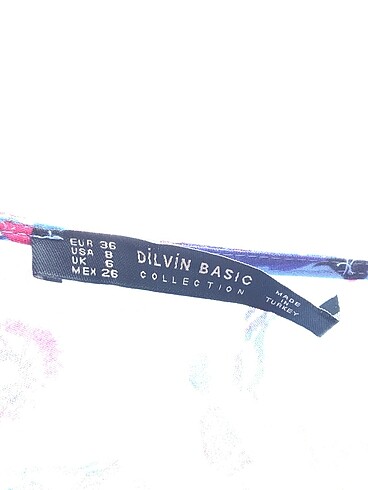 EUR 36
USA 8
UK 6
MEX 26
DİLVİN BASIC
COLLECTION
MADE
IN
TURKEY